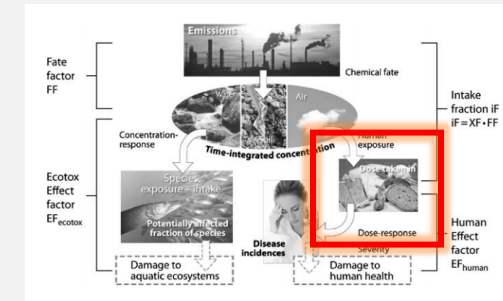 Emissions
Fate
factor
FF
Chemical fate
Water
Air
Intake
fraction iF
iF=XF•FF
Concentration-
response
Time-integrated concentration
Human
exposure
Species
exposure – intake
Dose taken in
Ecotox
Effect
factor
EFecotox
Potentially affected
fraction of species
Disease
incidences
Dose-response
Severity
Human
Effect
factor
EFhuman
Damage to
aquatic ecosystems
Damage to
human health